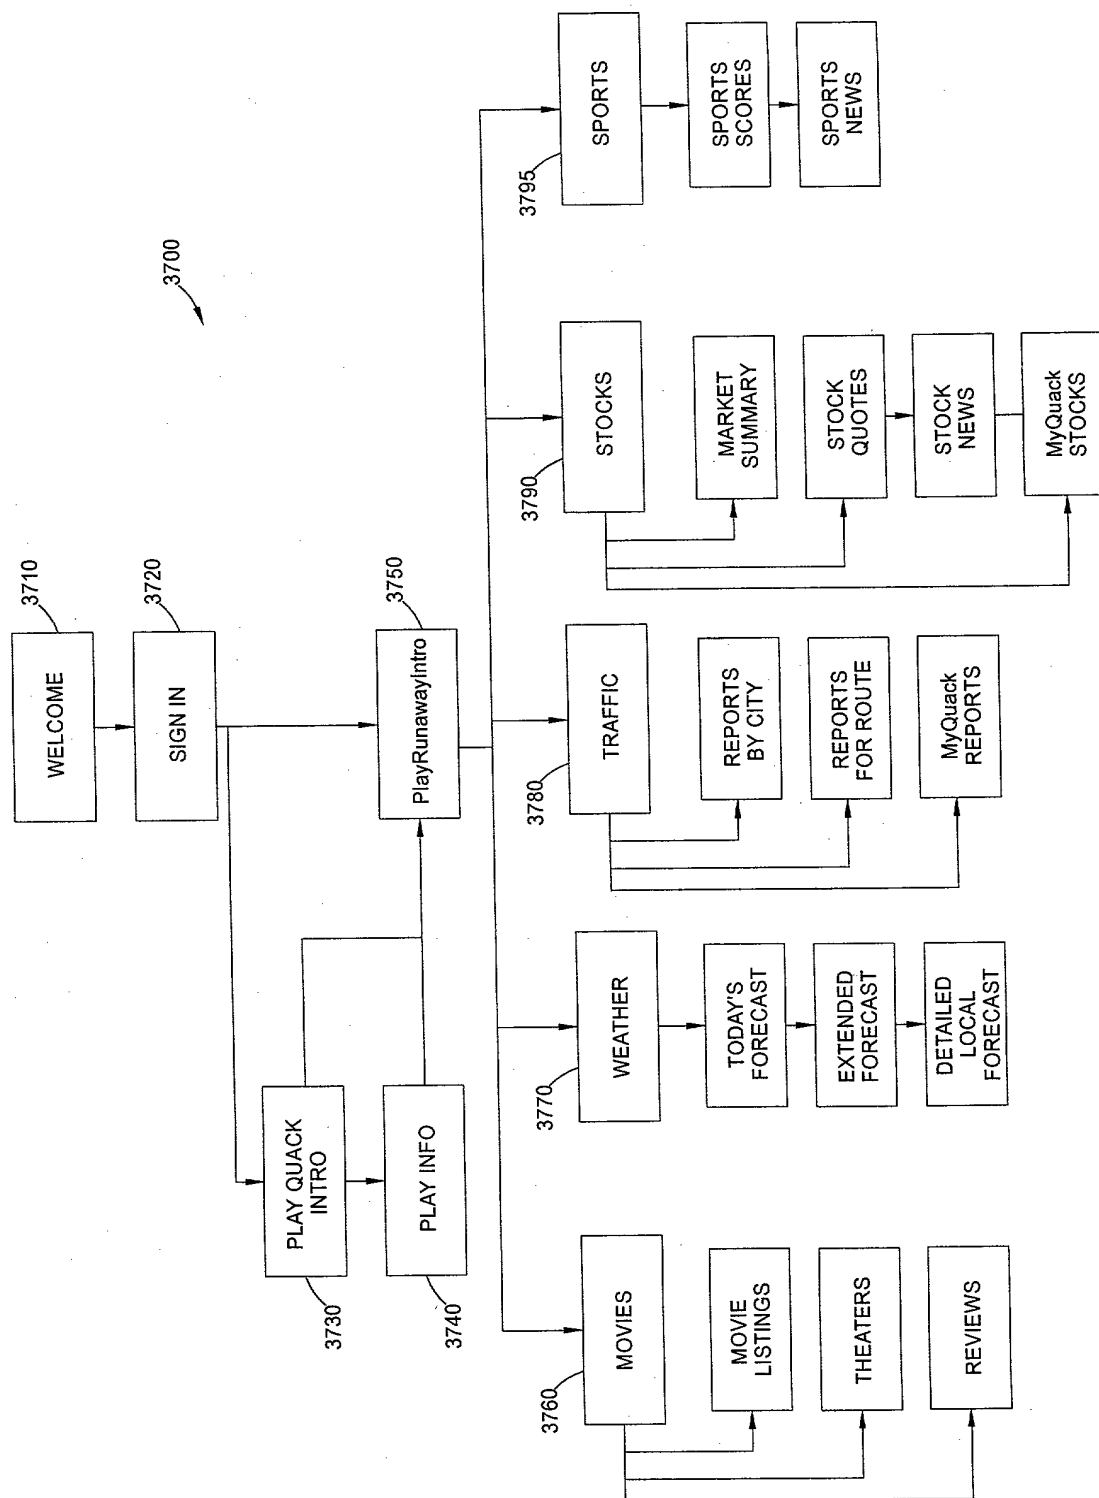 3700
WELCOME
3710
SIGN IN
3720
PLAY QUACK
INTRO
3730
PLAY INFO
3740
PlayRunawayIntro
3750
MOVIES
3760
MOVIE
LISTINGS
THEATERS
REVIEWS
WEATHER
3770
TODAY'S
FORECAST
EXTENDED
FORECAST
DETAILED
LOCAL
FORECAST
TRAFFIC
3780
REPORTS
BY CITY
REPORTS
FOR ROUTE
MyQuack
REPORTS
STOCKS
3790
MARKET
SUMMARY
STOCK
QUOTES
STOCK
NEWS
MyQuack
STOCKS
SPORTS
3795
SPORTS
SCORES
SPORTS
NEWS